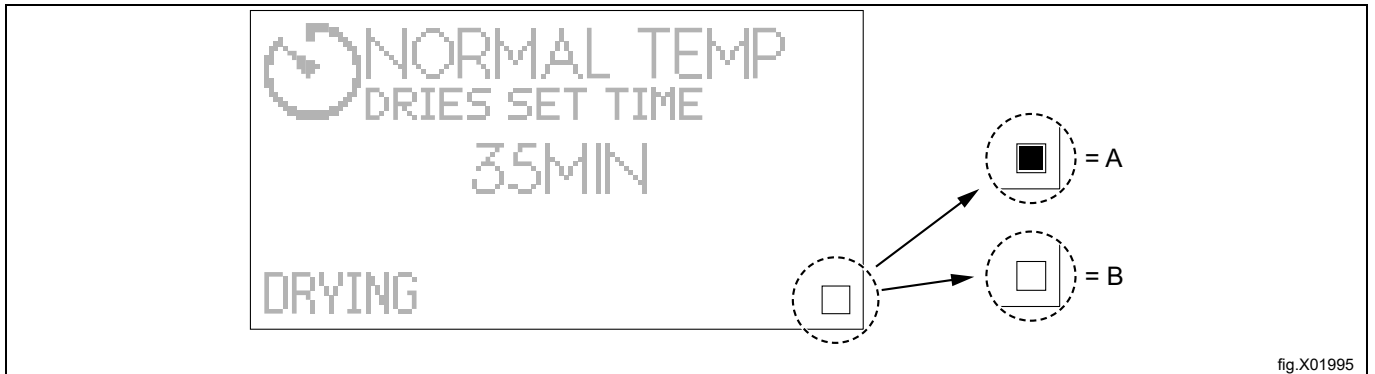 NORMAL TEMP
DRIES SET TIME
35MIN
DRYING
= A
= B
fig.X01995